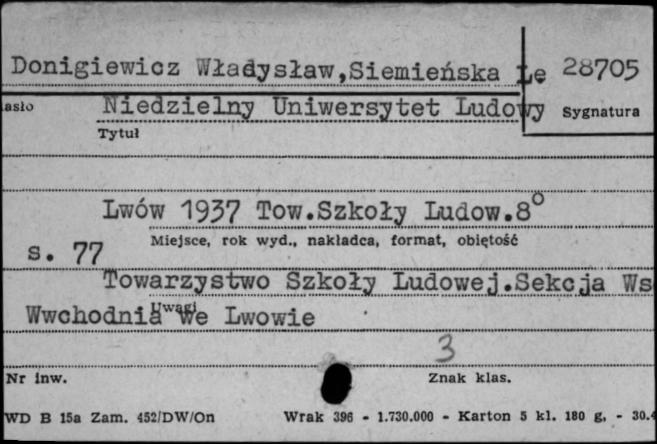 Donigiewicz Władysław,Siemieńska Le 28705
asło Niedzielny Uniwersytet Ludowy Sygnatura
Tytuł
Lwów 1937 Tow.Szkoły Ludow.8°
s. 77 Miejsce, rok wyd., nakładca, format, objętość
Towarzystwo Szkoły Ludowej.Sekcja Ws
Uwagi
Wwchodnia We Lwowie
3
Nr inw. Znak klas.
WD B 15a Zam. 452/DW/On Wrak 396 - 1.730.000 - Karton 5 kl. 180 g. - 30.4